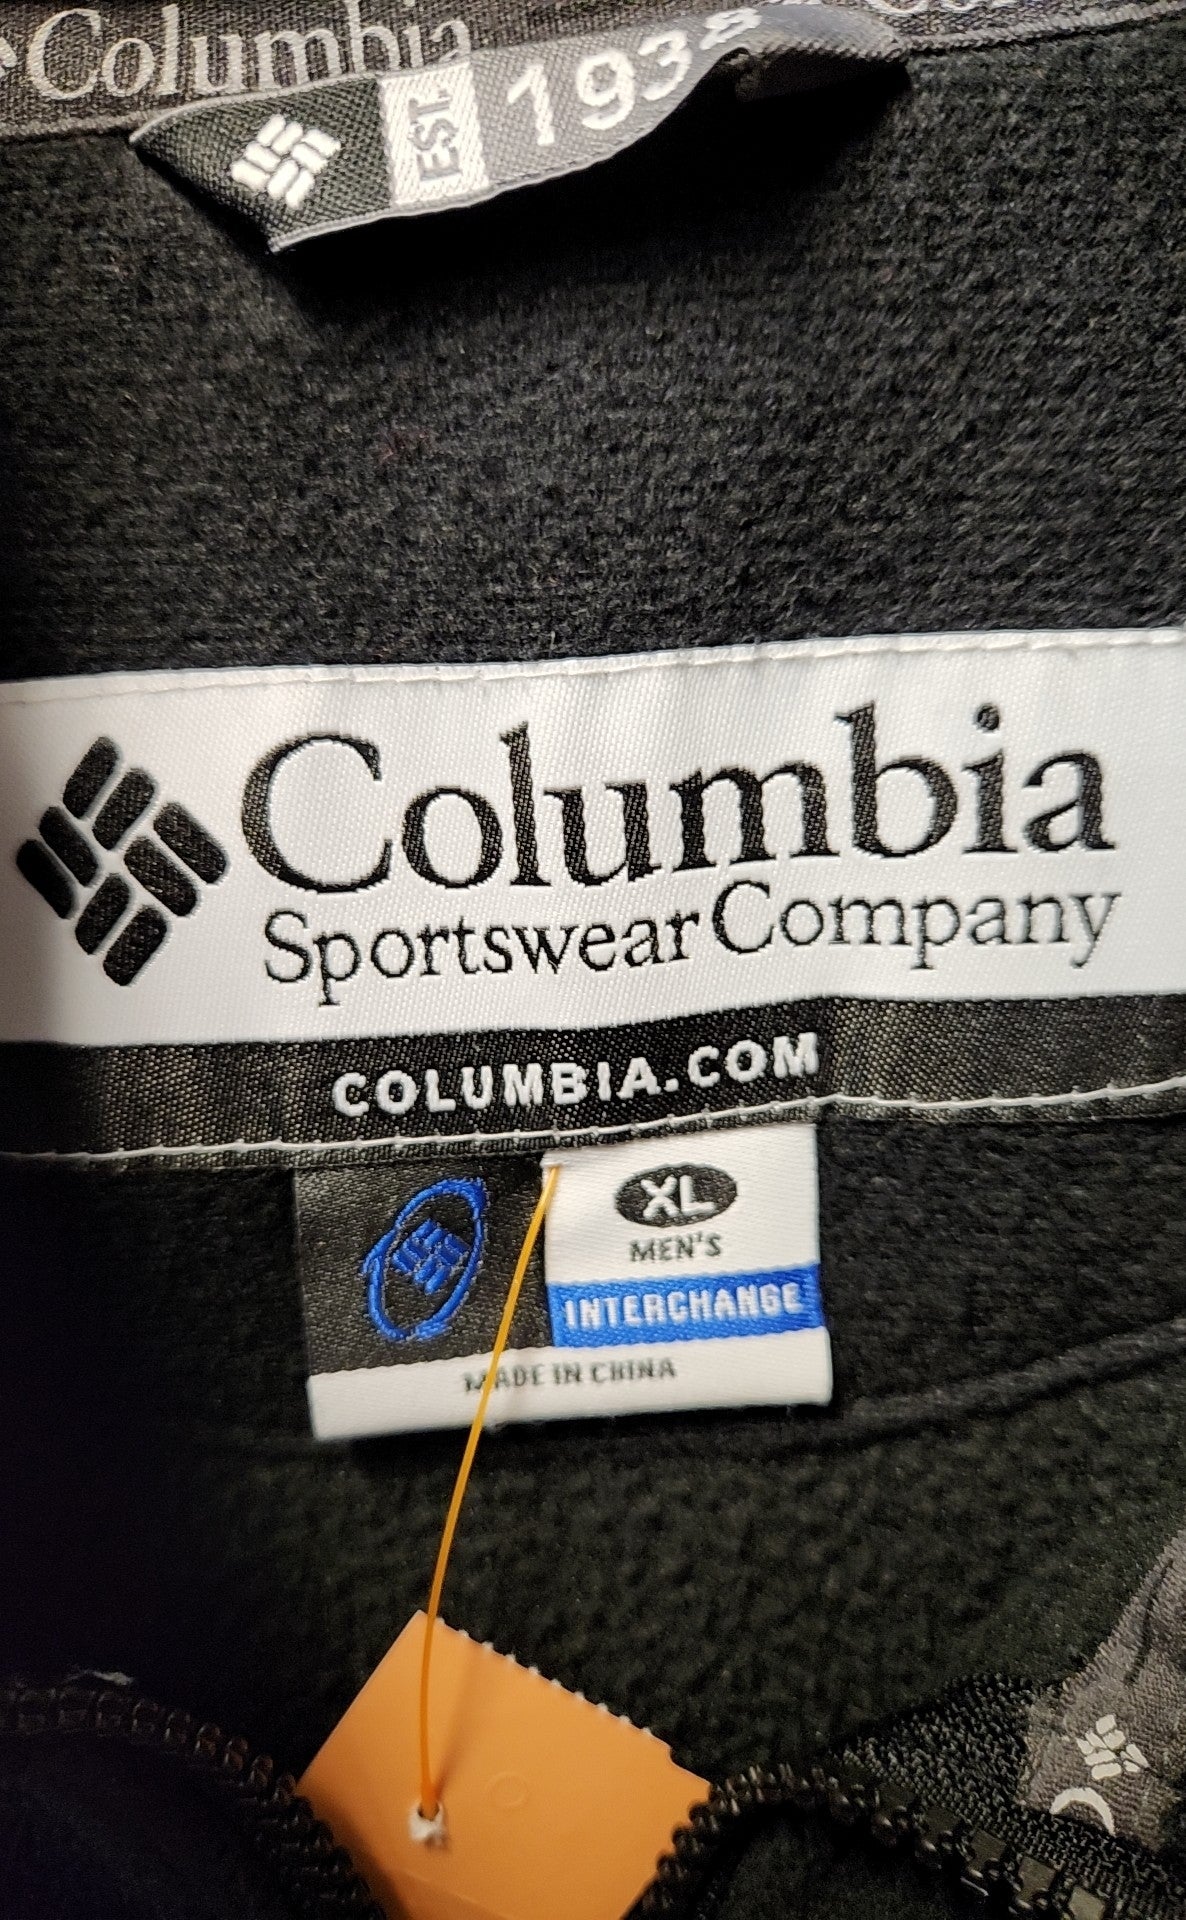 Columbia
EST. 1938
Columbia
Sportswear Company
COLUMBIA.COM
XL
MEN'S
INTERCHANGE
MADE IN CHINA